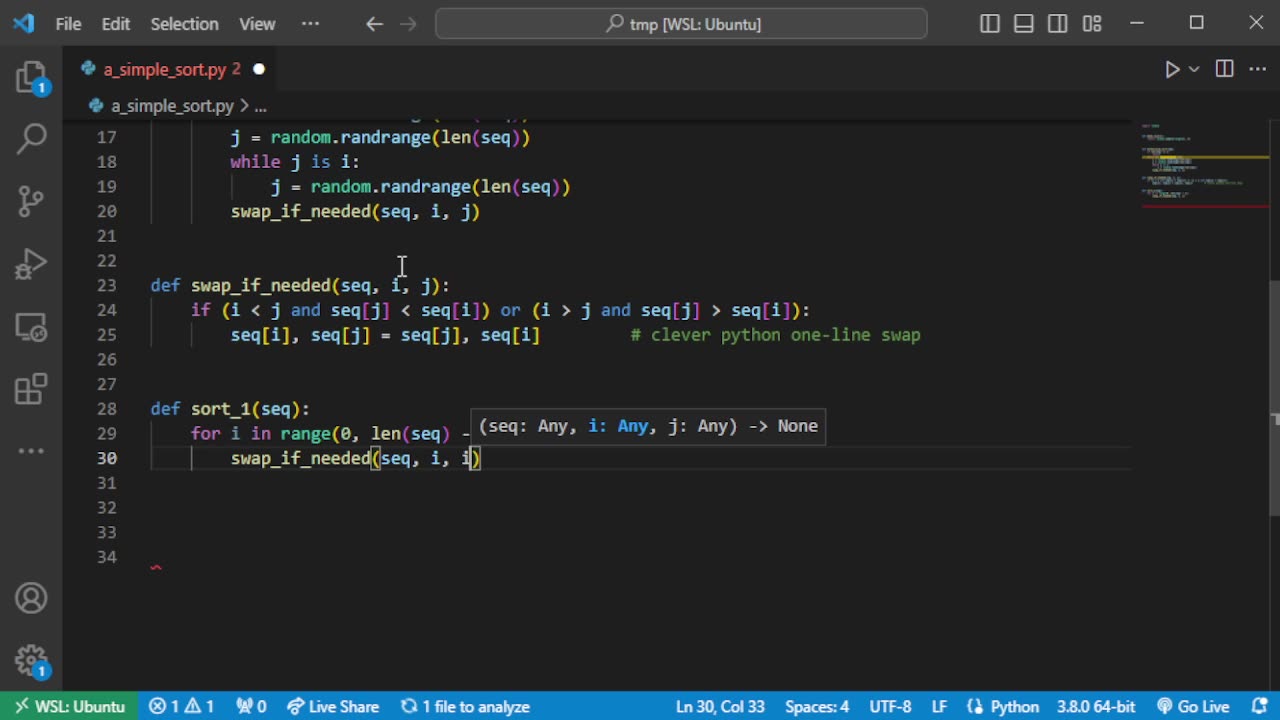 File Edit Selection View ··· tmp [WSL: Ubuntu]
1
a_simple_sort.py 2
a_simple_sort.py > ...
17 j = random.randrange(len(seq))
18 while j is i:
19 j = random.randrange(len(seq))
20 swap_if_needed(seq, i, j)
21
22
23 def swap_if_needed(seq, i, j):
24 if (i < j and seq[j] < seq[i]) or (i > j and seq[j] > seq[i]):
25 seq[i], seq[j] = seq[j], seq[i] # clever python one-line swap
26
27
28 def sort_1(seq):
(seq: Any, i: Any, j: Any) -> None
29 for i in range(0, len(seq) -
30 swap_if_needed(seq, i, i)
31
32
33
34
1
WSL: Ubuntu 1 1 0 Live Share 1 file to analyze Ln 30, Col 33 Spaces: 4 UTF-8 LF Python 3.8.0 64-bit Go Live